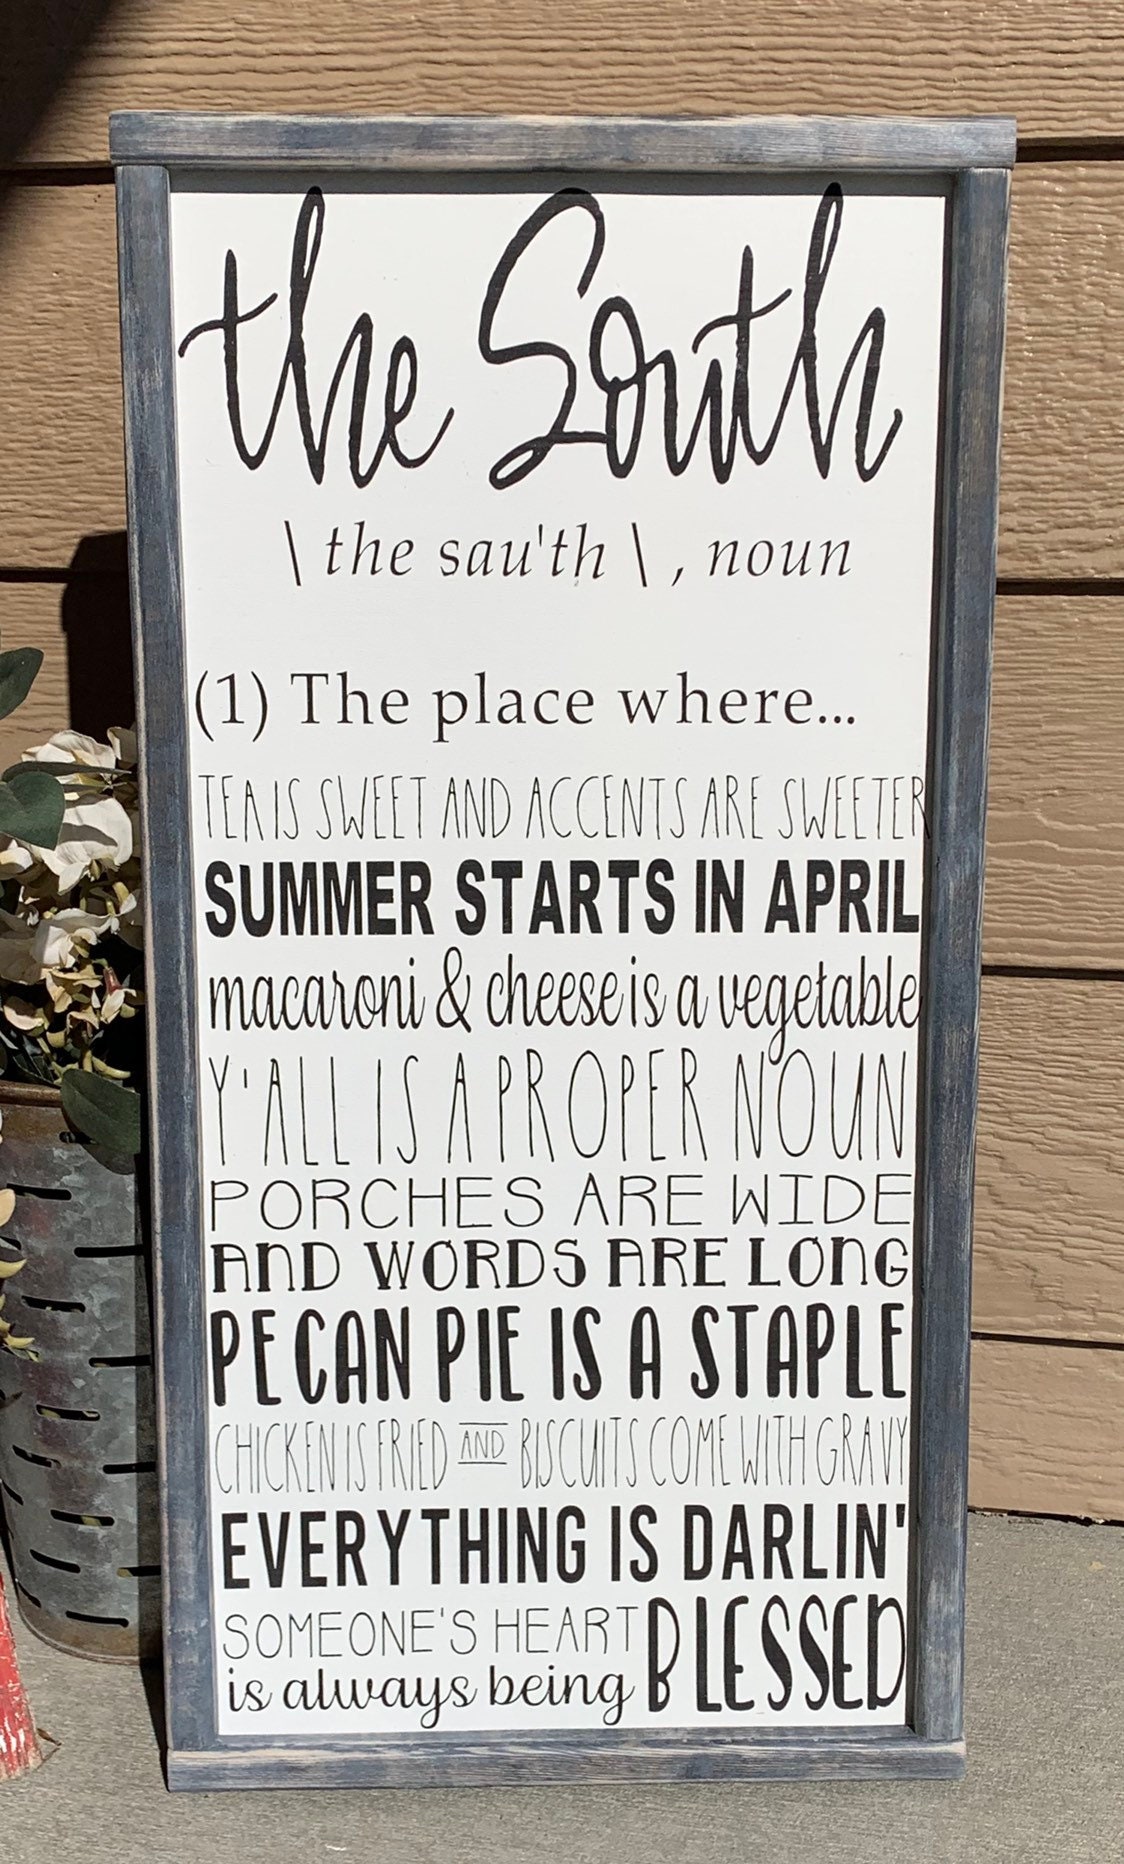 the South
\ the sau'th \ , noun
(1) The place where...
TEA IS SWEET AND ACCENTS ARE SWEETER
SUMMER STARTS IN APRIL
macaroni & cheese is a vegetable
Y'ALL IS A PROPER NOUN
PORCHES ARE WIDE
AND WORDS ARE LONG
PECAN PIE IS A STAPLE
CHICKEN IS FRIED AND BISCUITS COME WITH GRAVY
EVERYTHING IS DARLIN'
SOMEONE'S HEART
is always being BLESSED